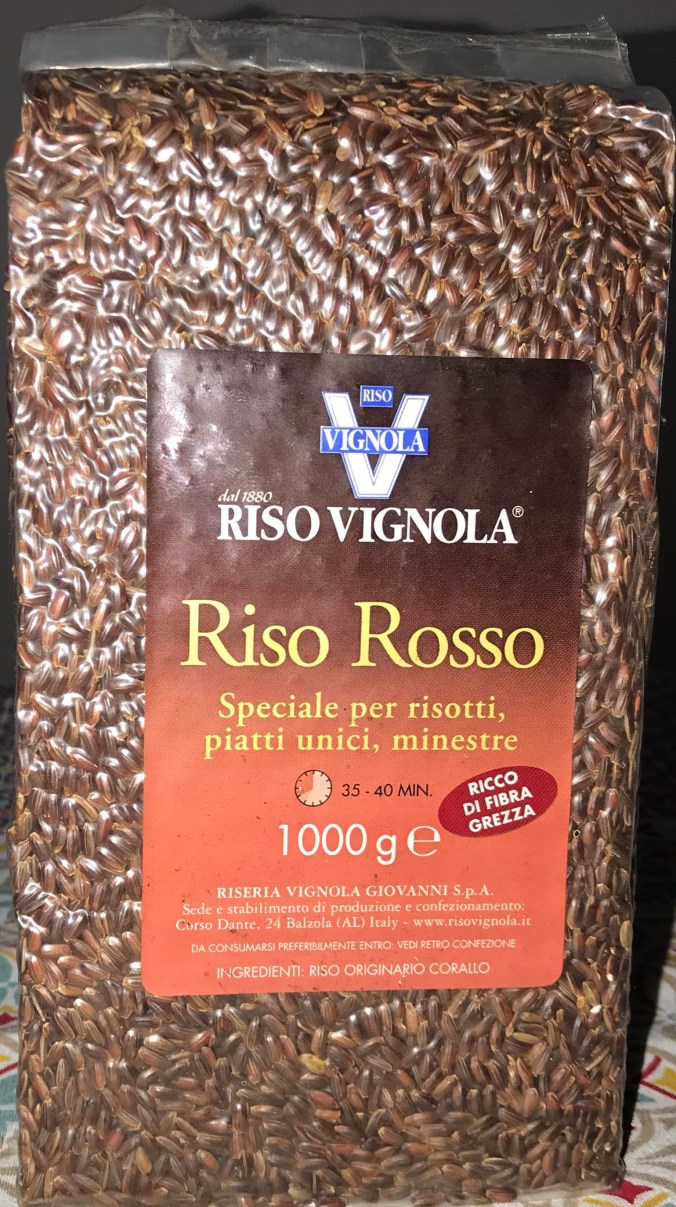 RISO
VIGNOLA
dal 1880
RISO VIGNOLA®
Riso Rosso
Speciale per risotti,
piatti unici, minestre
35 - 40 MIN.
RICCO
DI FIBRA
GREZZA
1000 g ℮
RISERIA VIGNOLA GIOVANNI S.p.A.
Sede e stabilimento di produzione e confezionamento:
Corso Dante, 24 Balzola (AL) Italy - www.risovignola.it
DA CONSUMARSI PREFERIBILMENTE ENTRO: VEDI RETRO CONFEZIONE
INGREDIENTI: RISO ORIGINARIO CORALLO